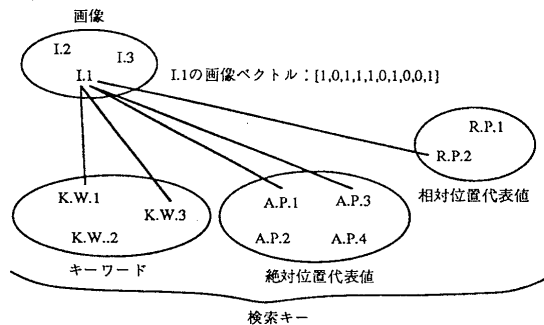 画像
I.2
I.3
I.1
I.1の画像ベクトル：[1,0,1,1,1,0,1,0,0,1]
R.P.1
R.P.2
相対位置代表値
K.W.1
K.W.3
K.W..2
キーワード
A.P.1
A.P.3
A.P.2
A.P.4
絶対位置代表値
検索キー